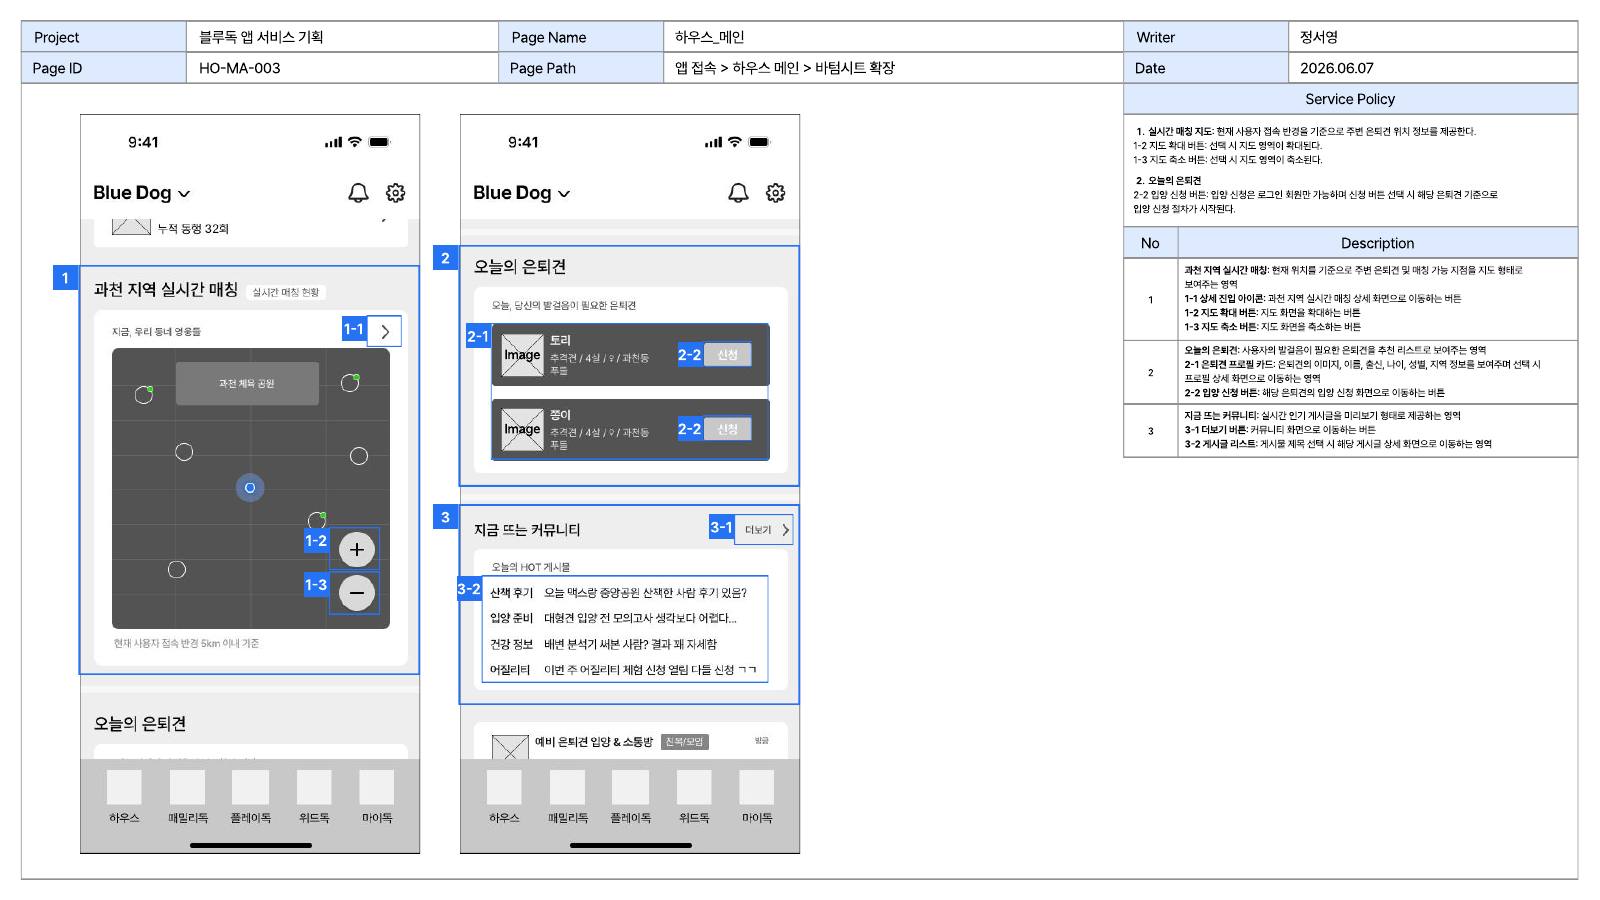 Project 블루독 앱 서비스 기획 Page Name 하우스_메인 Writer 정서영
Page ID HO-MA-003 Page Path 앱 접속 > 하우스 메인 > 바텀시트 확장 Date 2026.06.07
9:41
Blue Dog
누적 동행 32회
1
과천 지역 실시간 매칭 실시간 매칭 현황
지금, 우리 동네 영웅들
1-1
과천 체육 공원
1-2
1-3
현재 사용자 접속 반경 5km 이내 기준
오늘의 은퇴견
하우스 패밀리독 플레이독 위드독 마이독
9:41
Blue Dog
2
오늘의 은퇴견
오늘, 당신의 발걸음이 필요한 은퇴견
2-1
Image
토리
추격견 / 4살 / ♀ / 과천동
푸들
2-2
신청
Image
쫑이
추격견 / 4살 / ♀ / 과천동
푸들
2-2
신청
3
지금 뜨는 커뮤니티
3-1
더보기
오늘의 HOT 게시물
3-2
산책 후기 오늘 맥스랑 중앙공원 산책한 사람 후기 있음?
입양 준비 대형견 입양 전 모의고사 생각보다 어렵다...
건강 정보 배변 분석기 써본 사람? 결과 꽤 자세함
어질리티 이번 주 어질리티 체험 신청 열림 다들 신청 ㄱㄱ
예비 은퇴견 입양 & 소통방 친목/모임 방금
하우스 패밀리독 플레이독 위드독 마이독
Service Policy
1. 실시간 매칭 지도: 현재 사용자 접속 반경을 기준으로 주변 은퇴견 위치 정보를 제공한다.
1-2 지도 확대 버튼: 선택 시 지도 영역이 확대된다.
1-3 지도 축소 버튼: 선택 시 지도 영역이 축소된다.
2. 오늘의 은퇴견
2-2 입양 신청 버튼: 입양 신청은 로그인 회원만 가능하며 신청 버튼 선택 시 해당 은퇴견 기준으로
입양 신청 절차가 시작된다.
No Description
1
과천 지역 실시간 매칭: 현재 위치를 기준으로 주변 은퇴견 및 매칭 가능 지점을 지도 형태로
보여주는 영역
1-1 상세 진입 아이콘: 과천 지역 실시간 매칭 상세 화면으로 이동하는 버튼
1-2 지도 확대 버튼: 지도 화면을 확대하는 버튼
1-3 지도 축소 버튼: 지도 화면을 축소하는 버튼
2
오늘의 은퇴견: 사용자의 발걸음이 필요한 은퇴견을 추천 리스트로 보여주는 영역
2-1 은퇴견 프로필 카드: 은퇴견의 이미지, 이름, 출신, 나이, 성별, 지역 정보를 보여주며 선택 시
프로필 상세 화면으로 이동하는 영역
2-2 입양 신청 버튼: 해당 은퇴견의 입양 신청 화면으로 이동하는 버튼
3
지금 뜨는 커뮤니티: 실시간 인기 게시글을 미리보기 형태로 제공하는 영역
3-1 더보기 버튼: 커뮤니티 화면으로 이동하는 버튼
3-2 게시글 리스트: 게시물 제목 선택 시 해당 게시글 상세 화면으로 이동하는 영역